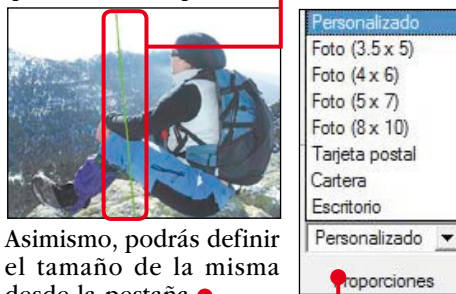 Asimismo, podrás definir
el tamaño de la misma
desde la pestaña
Personalizado
Foto (3.5 x 5)
Foto (4 x 6)
Foto (5 x 7)
Foto (8 x 10)
Tarjeta postal
Cartera
Escritorio
Personalizado
roporciones